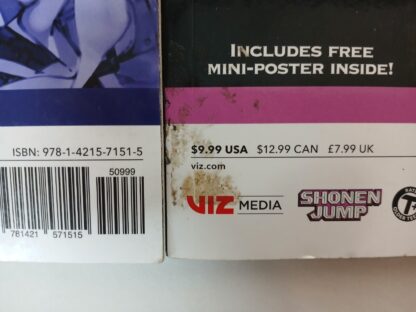 ISBN: 978-1-4215-7151-5
50999
781421 571515
INCLUDES FREE
MINI-POSTER INSIDE!
$9.99 USA $12.99 CAN £7.99 UK
viz.com
VIZ MEDIA
SHONEN
JUMP
T